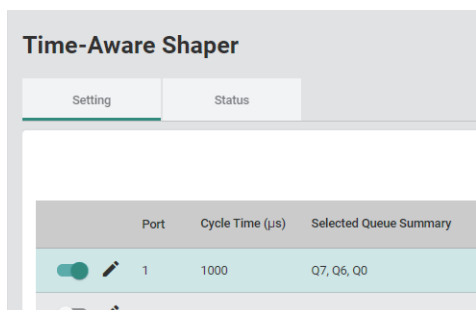 Time-Aware Shaper
Setting Status
Port Cycle Time (μs) Selected Queue Summary
1 1000 Q7, Q6, Q0